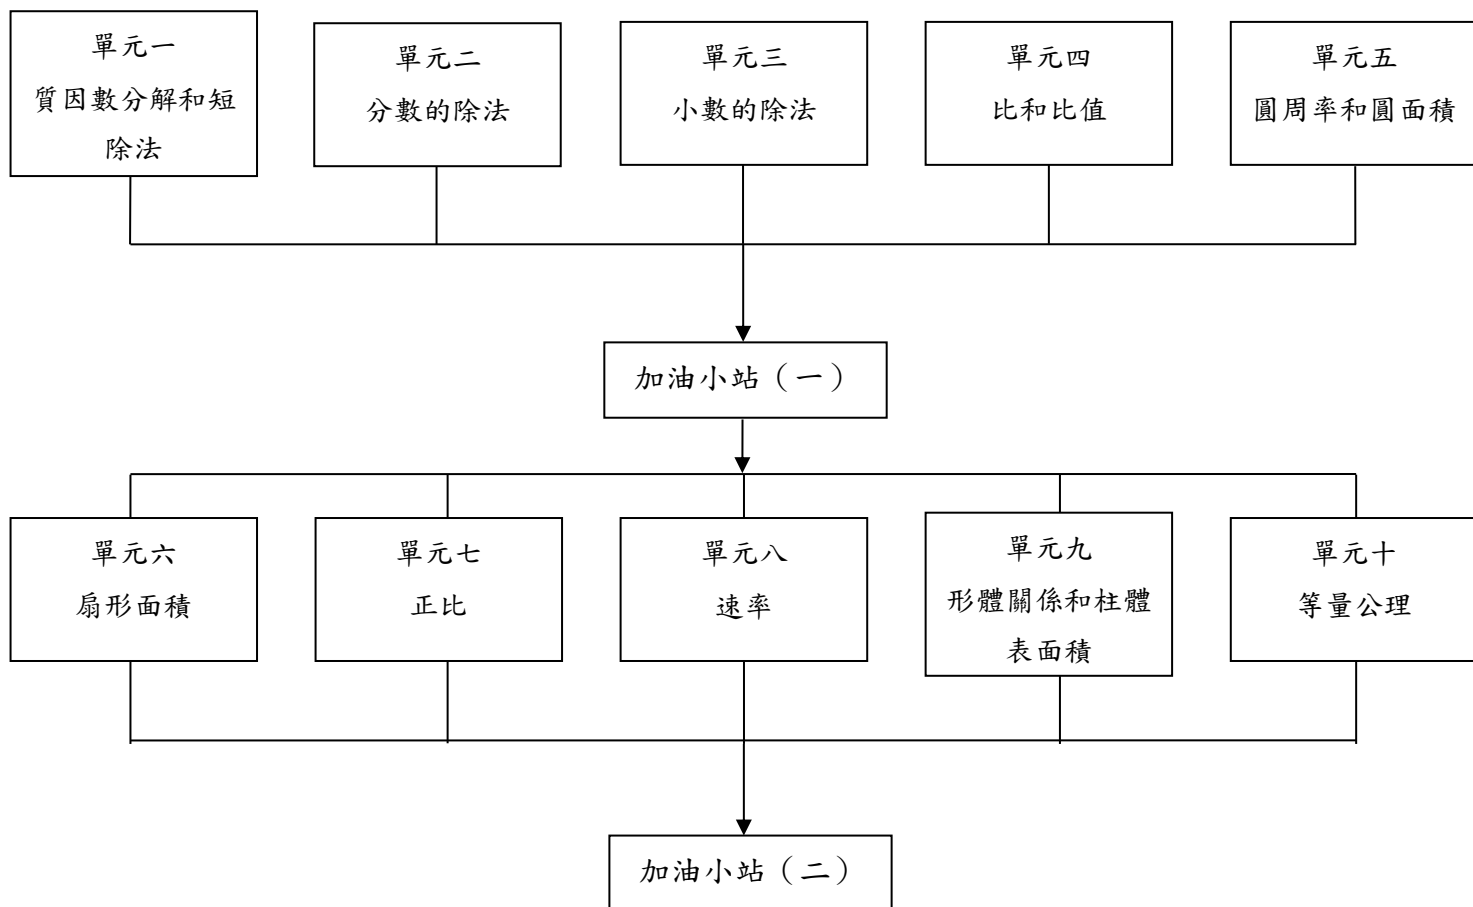 單元一
質因數分解和短
除法
單元二
分數的除法
單元三
小數的除法
單元四
比和比值
單元五
圓周率和圓面積
加油小站（一）
單元六
扇形面積
單元七
正比
單元八
速率
單元九
形體關係和柱體
表面積
單元十
等量公理
加油小站（二）